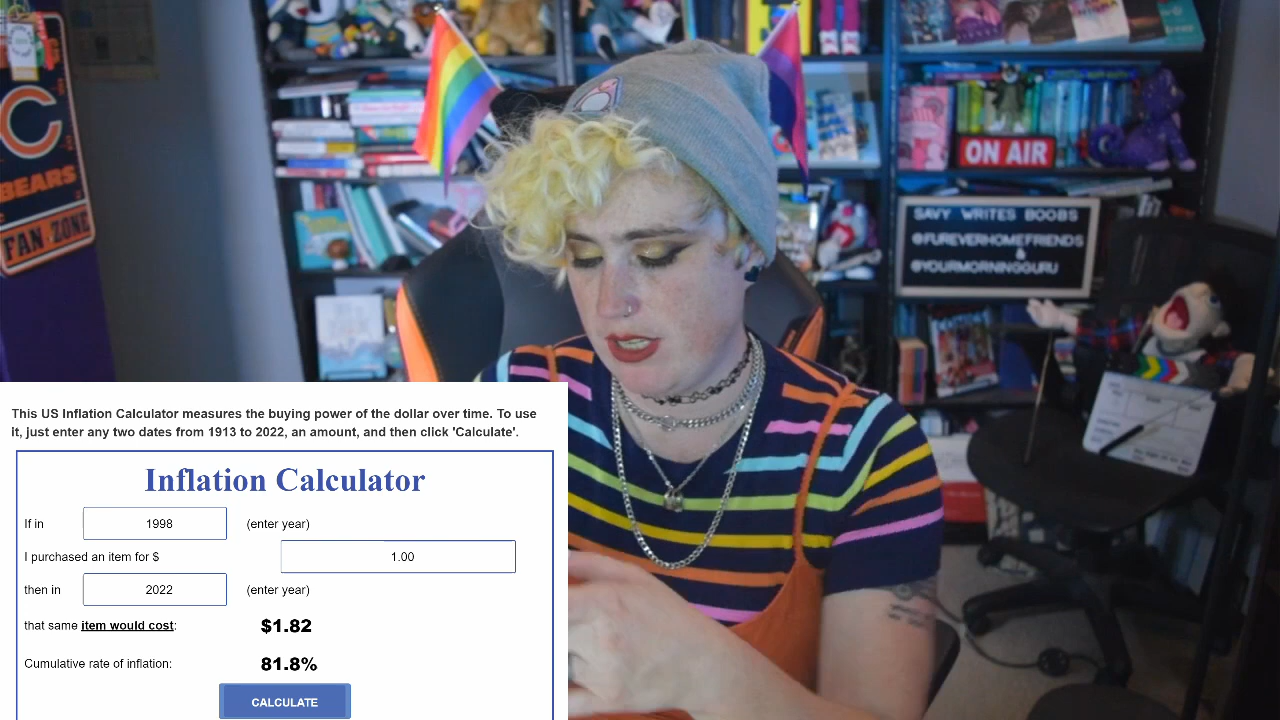 BEARS
FAN ZONE
ON AIR
SAVY WRITES BOOBS
@FUREVERHOMEFRIENDS
&
@YOURMORNINGGURU
This US Inflation Calculator measures the buying power of the dollar over time. To use
it, just enter any two dates from 1913 to 2022, an amount, and then click 'Calculate'.
Inflation Calculator
If in 1998 (enter year)
I purchased an item for $ 1.00
then in 2022 (enter year)
that same item would cost: $1.82
Cumulative rate of inflation: 81.8%
CALCULATE